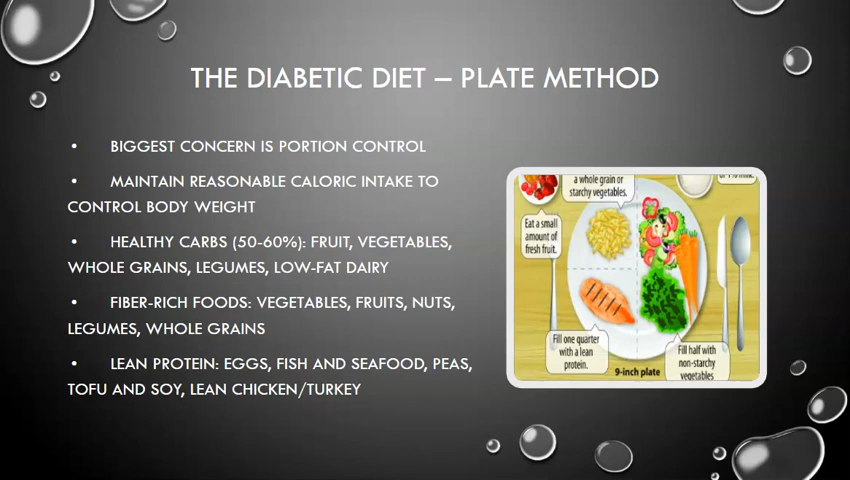 THE DIABETIC DIET – PLATE METHOD
• BIGGEST CONCERN IS PORTION CONTROL
• MAINTAIN REASONABLE CALORIC INTAKE TO
CONTROL BODY WEIGHT
• HEALTHY CARBS (50-60%): FRUIT, VEGETABLES,
WHOLE GRAINS, LEGUMES, LOW-FAT DAIRY
• FIBER-RICH FOODS: VEGETABLES, FRUITS, NUTS,
LEGUMES, WHOLE GRAINS
• LEAN PROTEIN: EGGS, FISH AND SEAFOOD, PEAS,
TOFU AND SOY, LEAN CHICKEN/TURKEY
a whole grain or
starchy vegetables.
Eat a small
amount of
fresh fruit.
Fill one quarter
with a lean
protein.
9-inch plate
Fill half with
non-starchy
vegetables